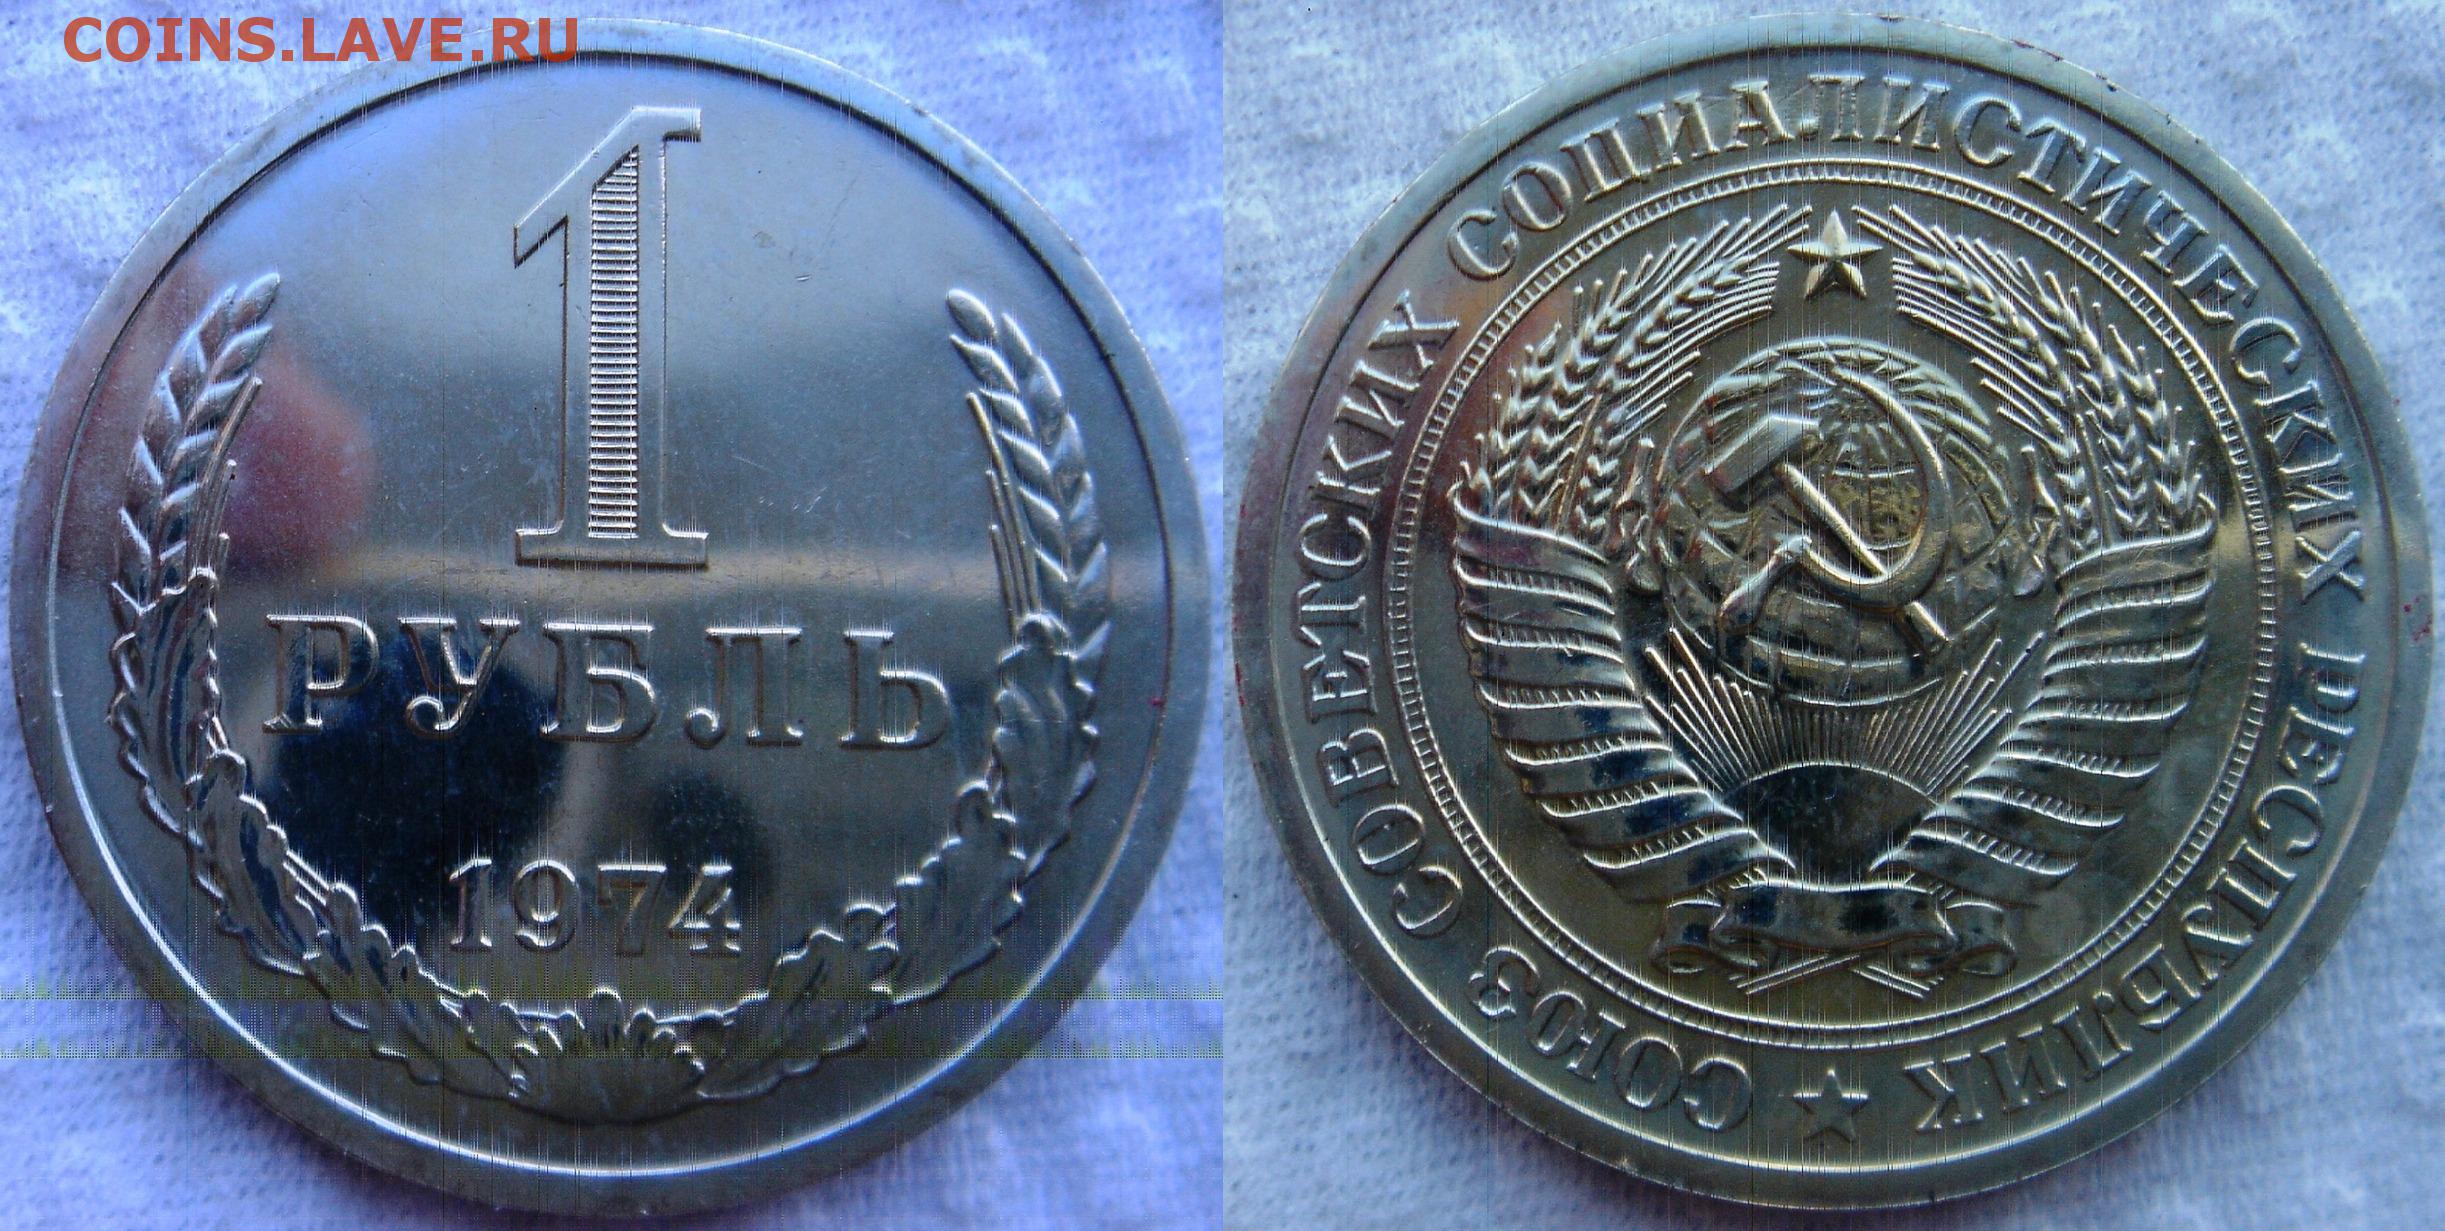 COINS.LAVE.RU
1
РУБЛЬ
1974
СОЮЗ СОВЕТСКИХ СОЦИАЛИСТИЧЕСКИХ РЕСПУБЛИК